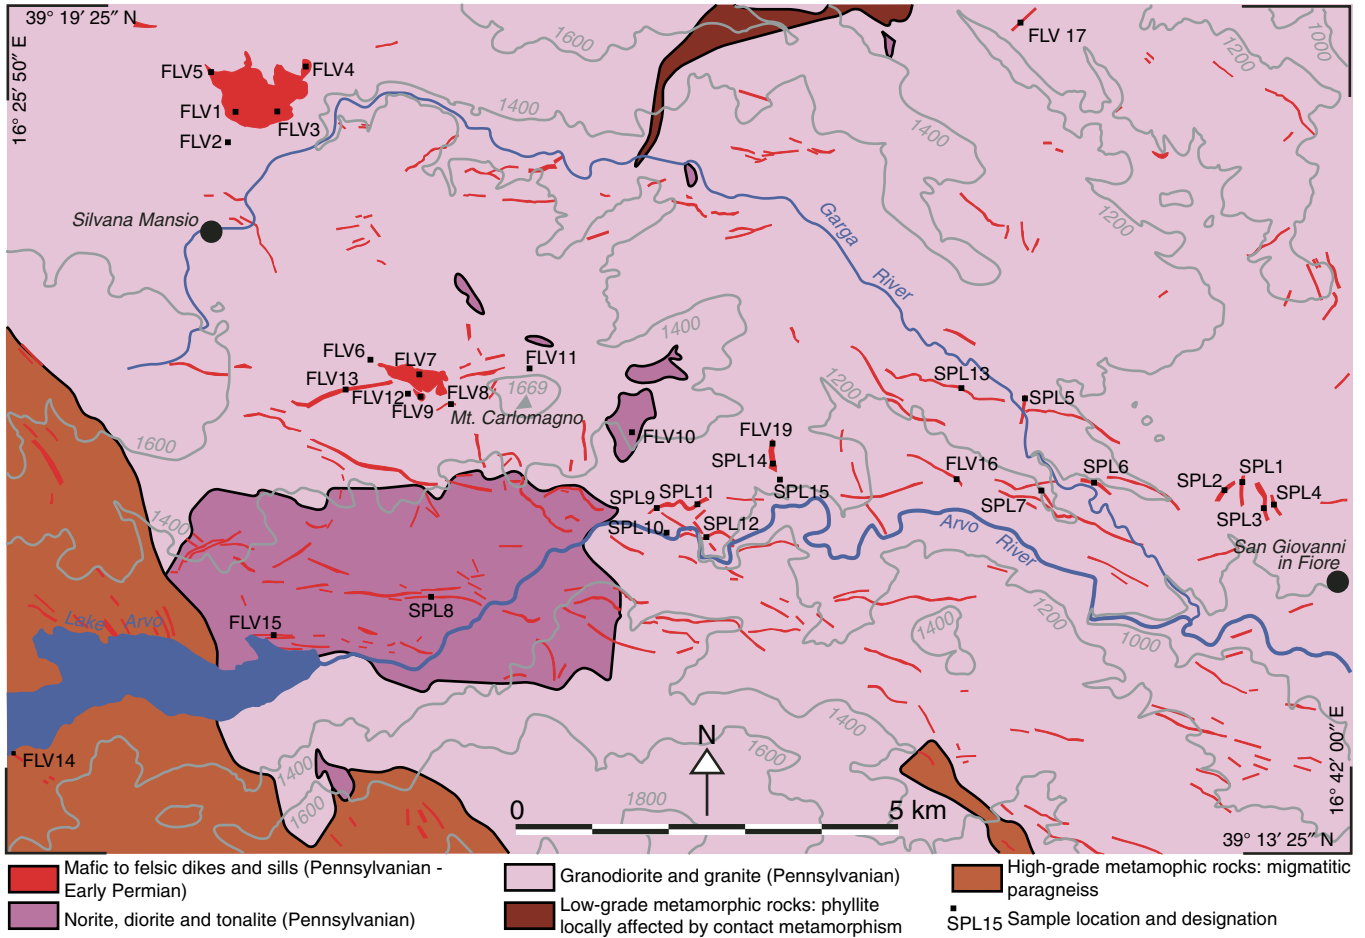 39° 19′ 25″ N
16° 25′ 50″ E
1600
1200
1000
FLV 17
FLV5
FLV4
FLV1
FLV3
FLV2
1400
1400
Silvana Mansio
Garga
River
1200
1400
FLV6
FLV7
FLV11
FLV13
FLV12
FLV9
FLV8
1669
Mt. Carlomagno
1200
SPL13
SPL5
1600
FLV10
FLV19
SPL14
SPL15
FLV16
SPL6
SPL7
SPL2
SPL1
SPL4
SPL3
SPL9
SPL11
SPL10
SPL12
1400
Arvo
River
San Giovanni
in Fiore
SPL8
FLV15
Lake Arvo
1400
1200
1000
FLV14
1400
1600
1400
1600
1800
N
0
5 km
16° 42′ 00″ E
39° 13′ 25″ N
Mafic to felsic dikes and sills (Pennsylvanian -
Early Permian)
Norite, diorite and tonalite (Pennsylvanian)
Granodiorite and granite (Pennsylvanian)
Low-grade metamorphic rocks: phyllite
locally affected by contact metamorphism
High-grade metamophic rocks: migmatitic
paragneiss
SPL15 Sample location and designation